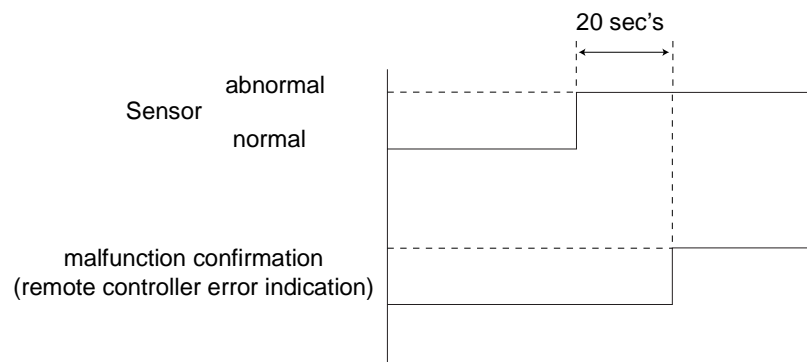 20 sec's
abnormal
Sensor
normal
malfunction confirmation
(remote controller error indication)